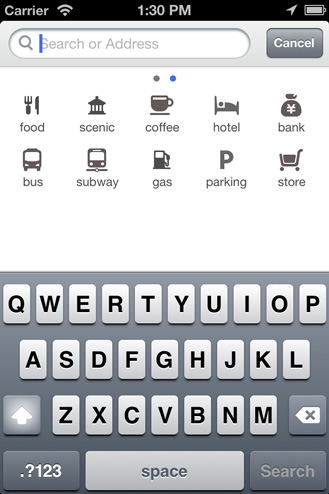 Carrier 1:30 PM
Search or Address Cancel
food scenic coffee hotel bank
¥
bus subway gas parking store
P
Q W E R T Y U I O P
A S D F G H J K L
Z X C V B N M
.?123 space Search